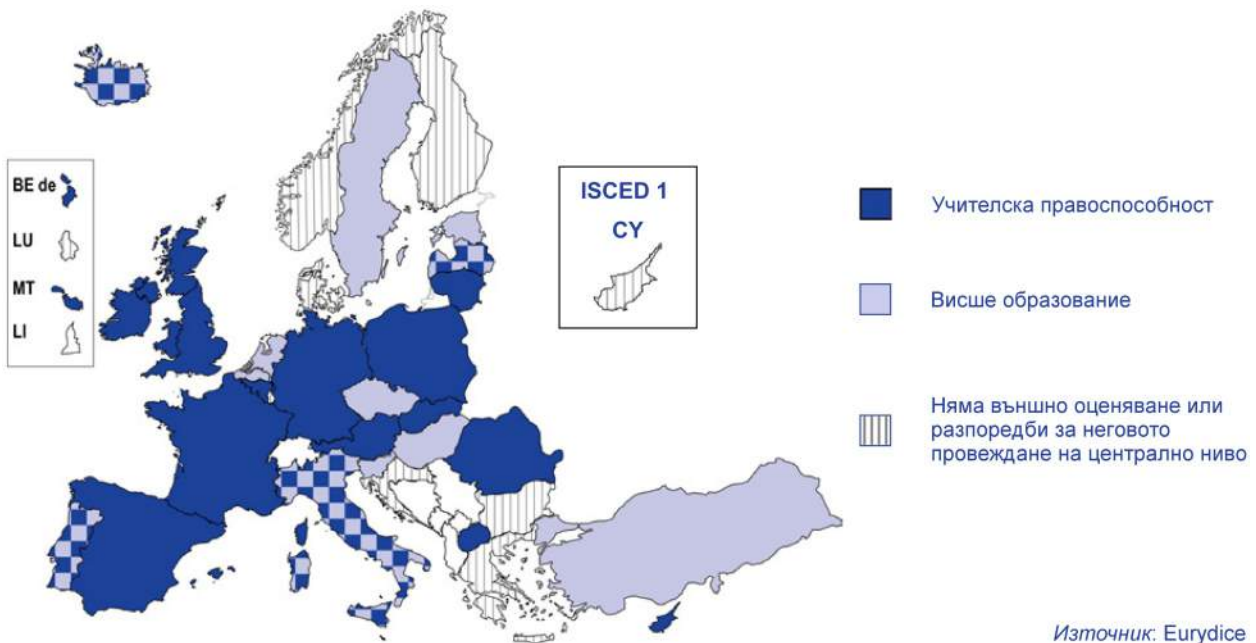 BE de
LU
MT
LI
ISCED 1
CY
Учителска правоспособност
Висше образование
Няма външно оценяване или
разпоредби за неговото
провеждане на централно ниво
Източник: Eurydice